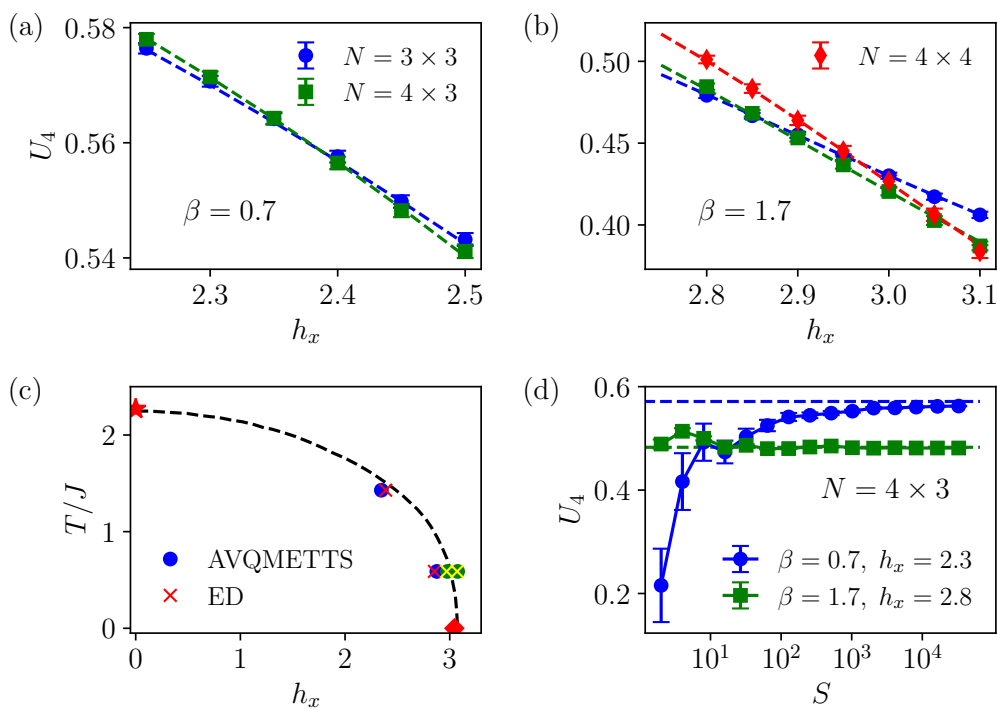 (a)
0.58
0.56
0.54
U_4
N = 3 × 3
N = 4 × 3
β = 0.7
2.3
2.4
2.5
h_x
(b)
0.50
0.45
0.40
N = 4 × 4
β = 1.7
2.8
2.9
3.0
3.1
h_x
(c)
2
1
0
T/J
AVQMETTS
ED
0
1
2
3
h_x
(d)
0.6
0.4
0.2
U_4
N = 4 × 3
β = 0.7, h_x = 2.3
β = 1.7, h_x = 2.8
10^1
10^2
10^3
10^4
S